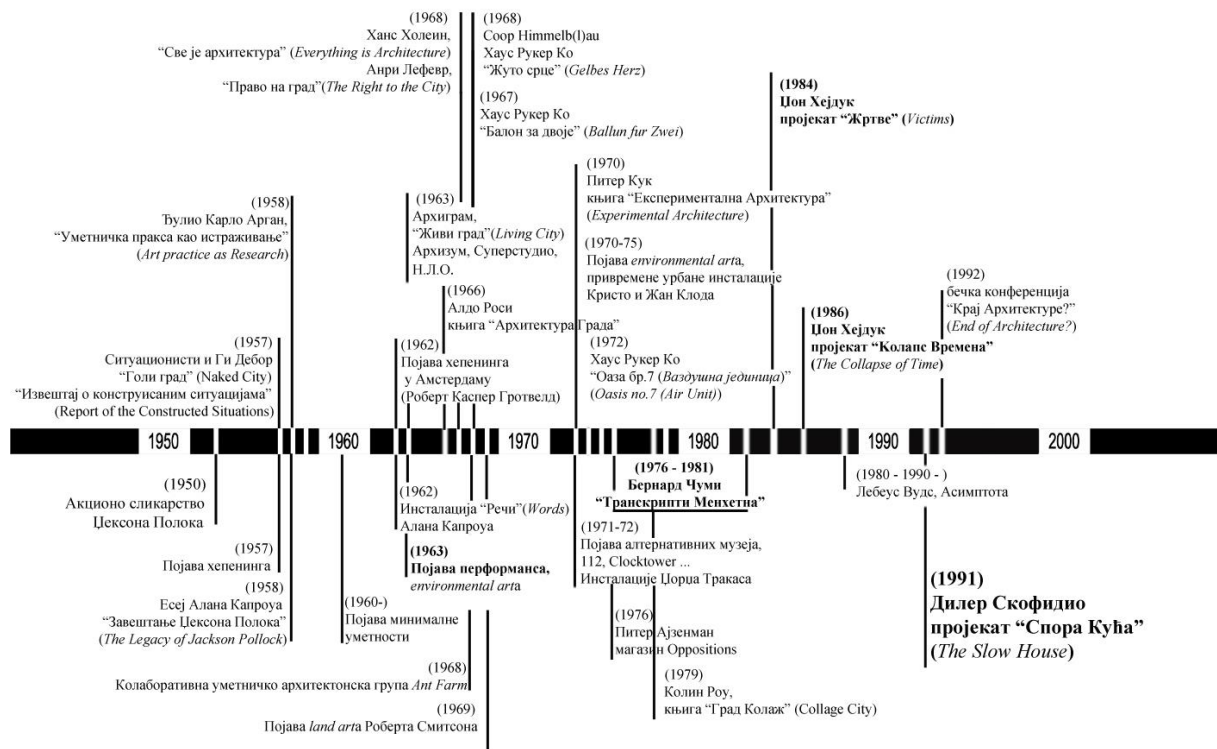 (1968)
Ханс Холеин,
“Све је архитектура” (Everything is Architecture)
Анри Лефевр,
“Право на град”(The Right to the City)
(1968)
Coop Himmelb(l)au
Хаус Рукер Ко
“Жуто срце” (Gelbes Herz)
(1967)
Хаус Рукер Ко
“Балон за двоје” (Ballun fur Zwei)
(1984)
Џон Хејдук
пројекат “Жртве” (Victims)
(1958)
Ђулио Карло Арган,
“Уметничка пракса као истраживање”
(Art practice as Research)
(1963)
Архиграм,
“Живи град”(Living City)
Архизум, Суперстудио,
Н.Л.О.
(1970)
Питер Кук
књига “Експериментална Архитектура”
(Experimental Architecture)
(1970-75)
Појава environmental artа,
привремене урбане инсталације
Кристо и Жан Клода
(1966)
Алдо Роси
књига “Архитектура Града”
(1972)
Хаус Рукер Ко
“Оаза бр.7 (Ваздушна јединица)”
(Oasis no.7 (Air Unit))
(1986)
Џон Хејдук
пројекат “Колапс Времена”
(The Collapse of Time)
(1992)
бечка конференција
“Крај Архитектуре?”
(End of Architecture?)
(1957)
Ситуационисти и Ги Дебор
“Голи град” (Naked City)
“Извештај о конструисаним ситуацијама”
(Report of the Constructed Situations)
(1962)
Појава хепенинга
у Амстердаму
(Роберт Каспер Гротвелд)
1950 1960 1970 1980 1990 2000
(1950)
Акционо сликарство
Џексона Полока
(1957)
Појава хепенинга
(1958)
Есеј Алана Капроуа
“Завештање Џексона Полока”
(The Legacy of Jackson Pollock)
(1960-)
Појава минималне
уметности
(1962)
Инсталација “Речи”(Words)
Алана Капроуа
(1963)
Појава перформанса,
environmental artа
(1968)
Колаборативна уметничко архитектонска група Ant Farm
(1969)
Појава land artа Роберта Смитсона
(1976 - 1981)
Бернард Чуми
“Транскрипти Менхетна”
(1971-72)
Појава алтернативних музеја,
112, Clocktower ...
Инсталације Џорџа Тракаса
(1976)
Питер Ајзенман
магазин Oppositions
(1979)
Колин Роу,
књига “Град Колаж” (Collage City)
(1980 - 1990 - )
Лебеус Вудс, Асимптота
(1991)
Дилер Скофидио
пројекат “Спора Кућа”
(The Slow House)